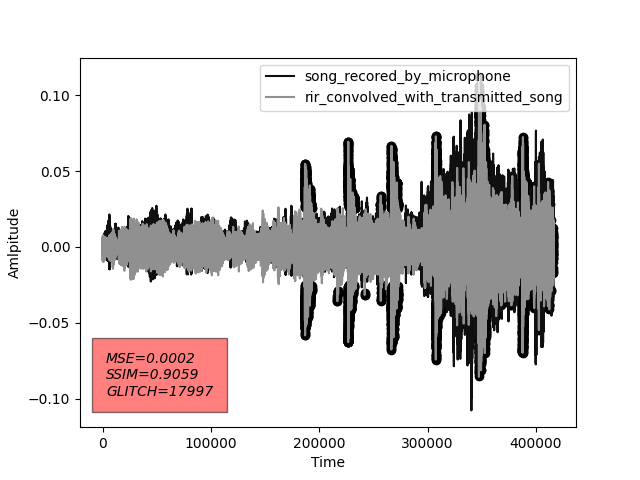 song_recored_by_microphone
rir_convolved_with_transmitted_song
0.10
0.05
0.00
−0.05
−0.10
Amlpitude
MSE=0.0002
SSIM=0.9059
GLITCH=17997
0
100000
200000
300000
400000
Time